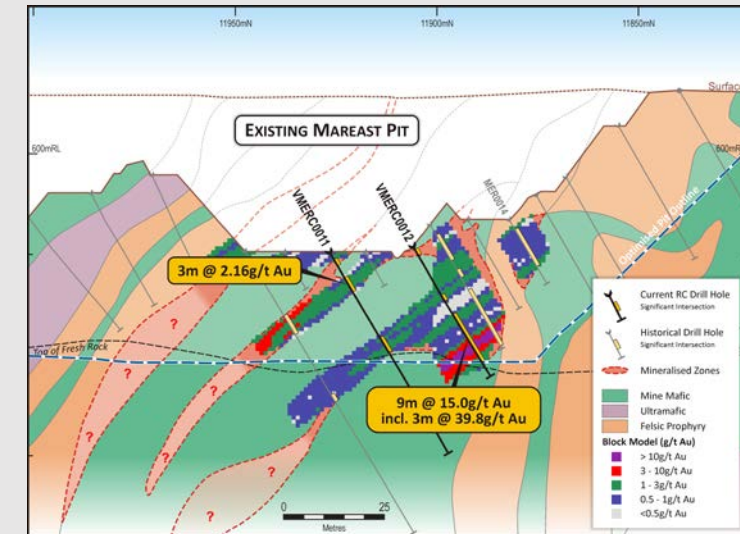 11950mN
11900mN
11850mN
Surface
EXISTING MAREAST PIT
600mRL
600mR
VMERC0011
VMERC0012
MER0014
Optimised Pit Outline
3m @ 2.16g/t Au
Top of Fresh Rock
9m @ 15.0g/t Au
incl. 3m @ 39.8g/t Au
?
?
?
?
?
?
?
0
25
Metres
Current RC Drill Hole
Significant Intersection
Historical Drill Hole
Significant Intersection
Mineralised Zones
Mine Mafic
Ultramafic
Felsic Prophyry
Block Model (g/t Au)
> 10g/t Au
3 - 10g/t Au
1 - 3g/t Au
0.5 - 1g/t Au
<0.5g/t Au